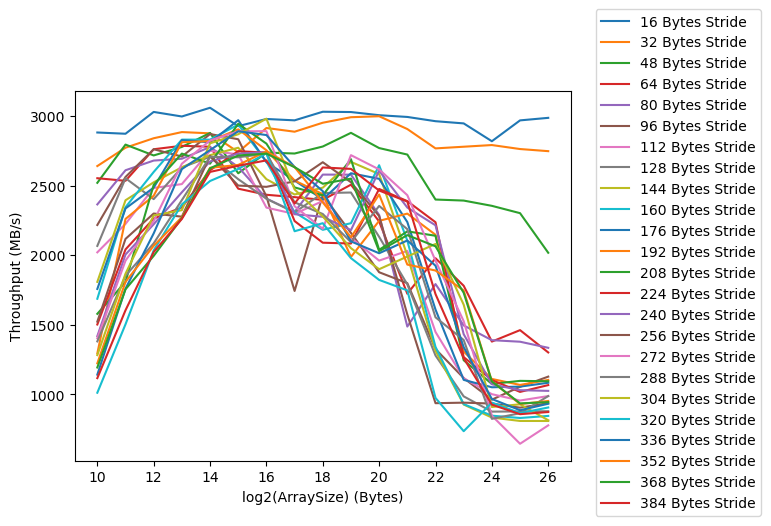 3000
2500
2000
1500
1000
Throughput (MB/s)
10 12 14 16 18 20 22 24 26
log2(ArraySize) (Bytes)
16 Bytes Stride
32 Bytes Stride
48 Bytes Stride
64 Bytes Stride
80 Bytes Stride
96 Bytes Stride
112 Bytes Stride
128 Bytes Stride
144 Bytes Stride
160 Bytes Stride
176 Bytes Stride
192 Bytes Stride
208 Bytes Stride
224 Bytes Stride
240 Bytes Stride
256 Bytes Stride
272 Bytes Stride
288 Bytes Stride
304 Bytes Stride
320 Bytes Stride
336 Bytes Stride
352 Bytes Stride
368 Bytes Stride
384 Bytes Stride